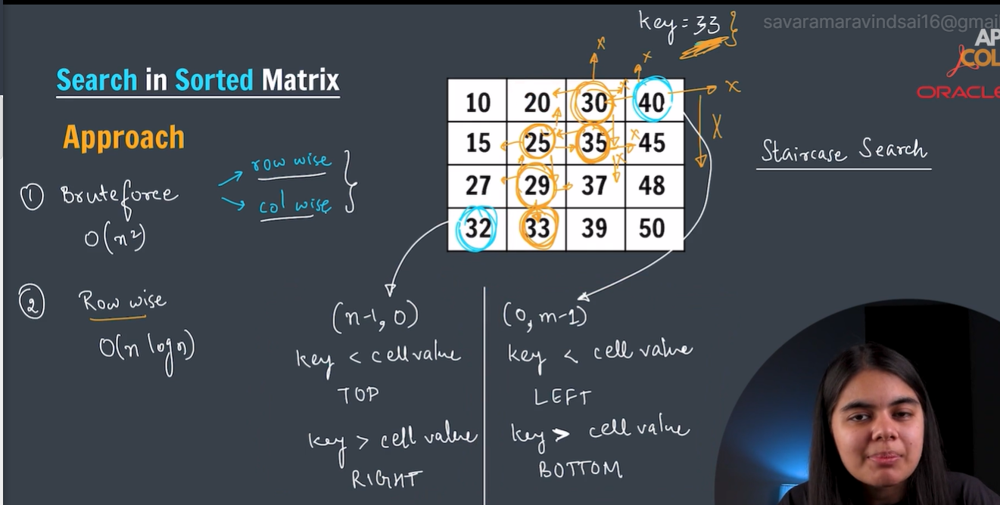 key = 33 }
savaramaravindsai16@gmai
AP
COL
ORACLE
Search in Sorted Matrix
Approach
① Bruteforce
row wise
col wise
O(n²)
② Row wise
O(n logn)
10 20 30 40
15 25 35 45
27 29 37 48
32 33 39 50
x
x
x
x
x
x
X
Staircase Search
(n-1, 0)
key < cell value
TOP
key > cell value
RIGHT
(0, m-1)
key < cell value
LEFT
key > cell value
BOTTOM